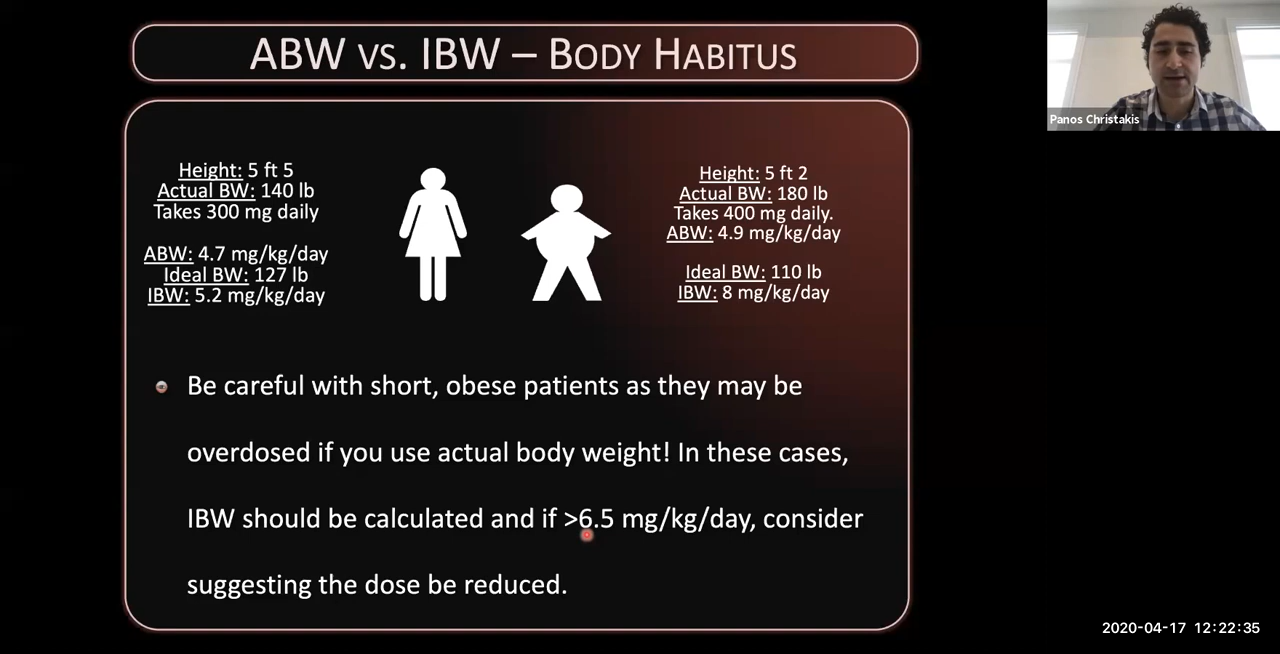 ABW VS. IBW – BODY HABITUS
Panos Christakis
Height: 5 ft 5
Actual BW: 140 lb
Takes 300 mg daily
ABW: 4.7 mg/kg/day
Ideal BW: 127 lb
IBW: 5.2 mg/kg/day
Height: 5 ft 2
Actual BW: 180 lb
Takes 400 mg daily.
ABW: 4.9 mg/kg/day
Ideal BW: 110 lb
IBW: 8 mg/kg/day
Be careful with short, obese patients as they may be
overdosed if you use actual body weight! In these cases,
IBW should be calculated and if >6.5 mg/kg/day, consider
suggesting the dose be reduced.
2020-04-17 12:22:35